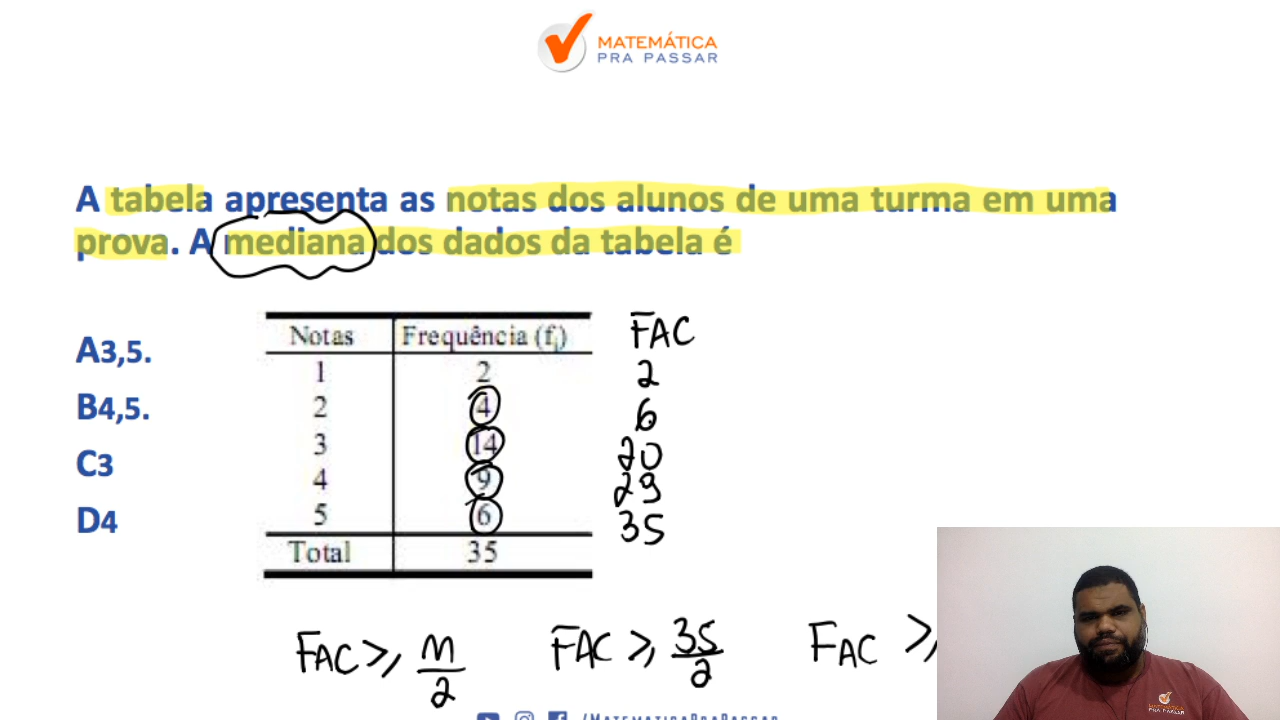 MATEMÁTICA
PRA PASSAR
A tabela apresenta as notas dos alunos de uma turma em uma
prova. A mediana dos dados da tabela é
A3,5.
B4,5.
C3
D4
Notas Frequência (fi) FAC
1 2 2
2 4 6
3 14 20
4 9 29
5 6 35
Total 35
FAC ⩾ M/2 FAC ⩾ 35/2 FAC ⩾
/MATEMATICAPRAPASSAR
MATEMÁTICA